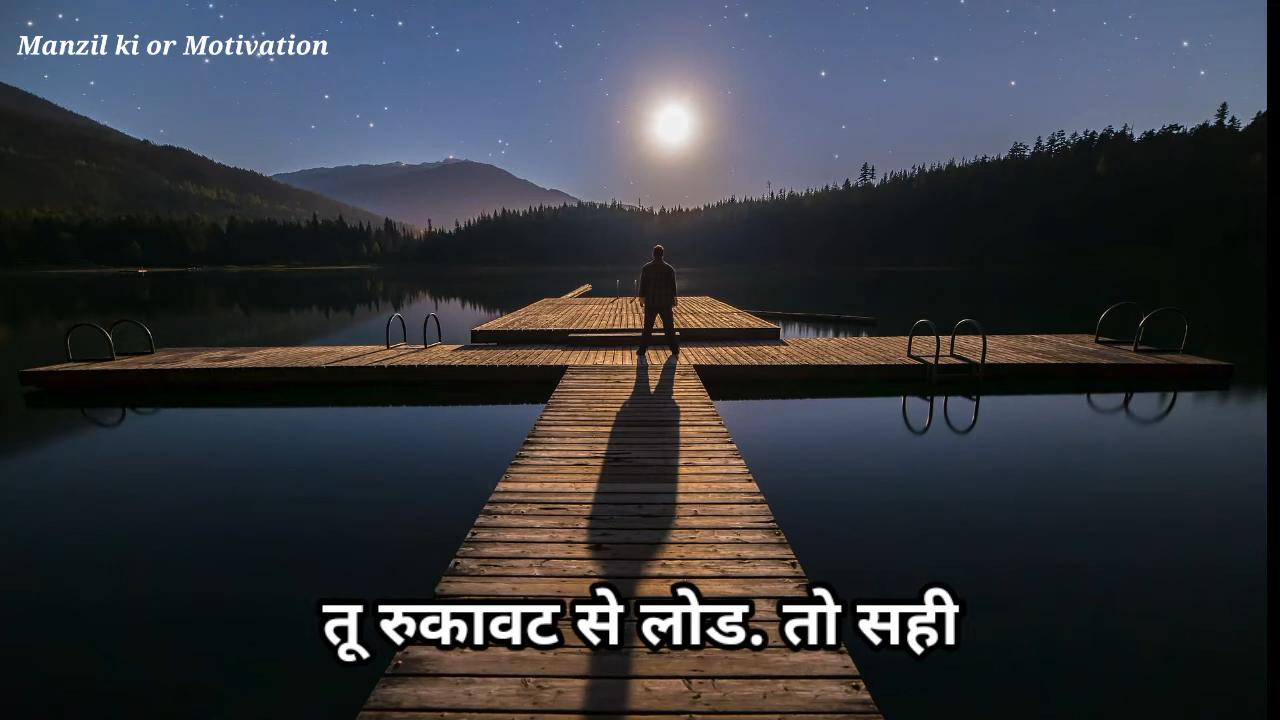 Manzil ki or Motivation
तू रुकावट से लोड. तो सही